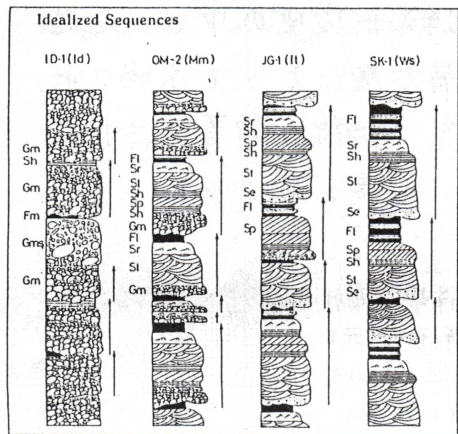 Idealized Sequences
ID-1(Id)
OM-2(Mm)
JG-1(It)
SK-1(Ws)
Gm
Sh
Gm
Fm
Gms
Gm
Fl
Sr
St
Sh
Sp
Sh
Gm
Fl
Sr
St
Gm
Sr
Sh
Sp
Sh
St
Se
Fl
Sp
Fl
Sr
Sh
St
Se
Fl
Sp
Sh
St
Se